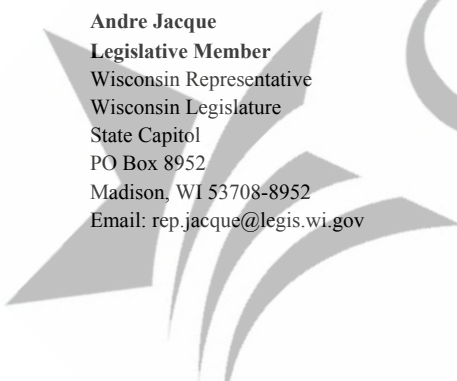 Andre Jacque
Legislative Member
Wisconsin Representative
Wisconsin Legislature
State Capitol
PO Box 8952
Madison, WI 53708-8952
Email: rep.jacque@legis.wi.gov